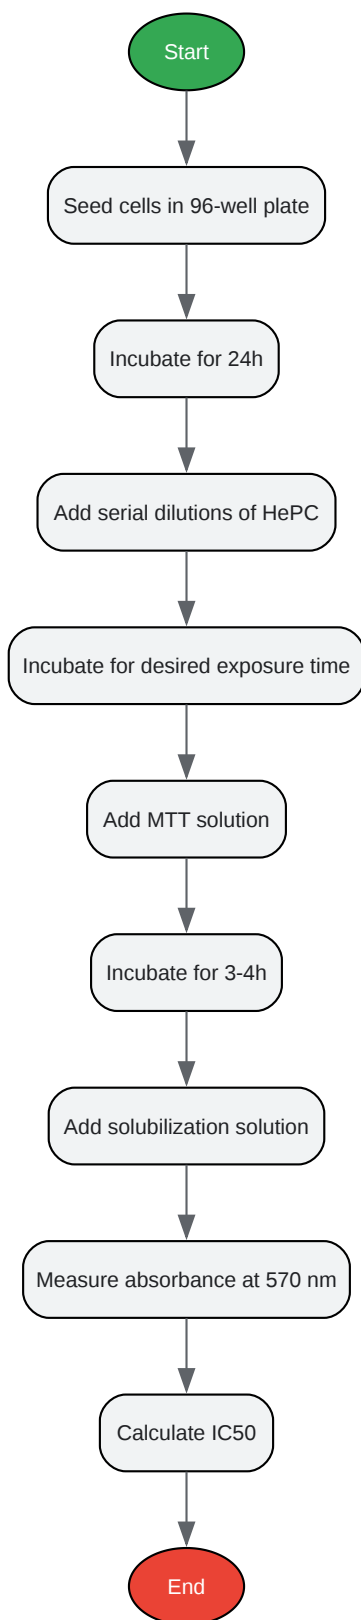 Start
Seed cells in 96-well plate
Incubate for 24h
Add serial dilutions of HePC
Incubate for desired exposure time
Add MTT solution
Incubate for 3-4h
Add solubilization solution
Measure absorbance at 570 nm
Calculate IC50
End